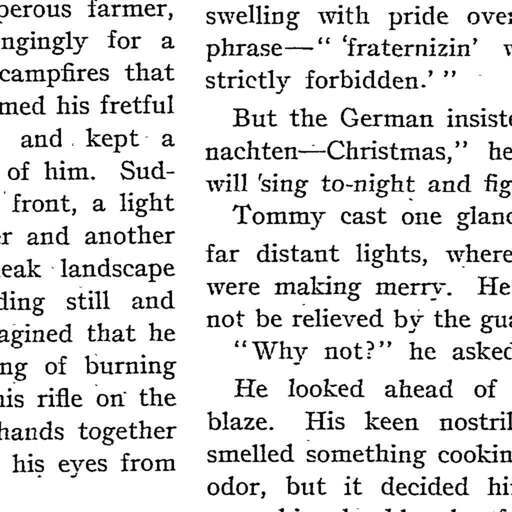 perous farmer,
ngingly for a
campfires that
med his fretful
and kept a
of him. Sud-
front, a light
r and another
eak landscape
ding still and
agined that he
ng of burning
his rifle on the
hands together
his eyes from
swelling with pride over
phrase—" 'fraternizin' w
strictly forbidden.' "
But the German insiste
nachten—Christmas," he
will 'sing to-night and fig
Tommy cast one glanc
far distant lights, where
were making merry. He
not be relieved by the gua
"Why not?" he asked
He looked ahead of
blaze. His keen nostril
smelled something cookin
odor, but it decided hi